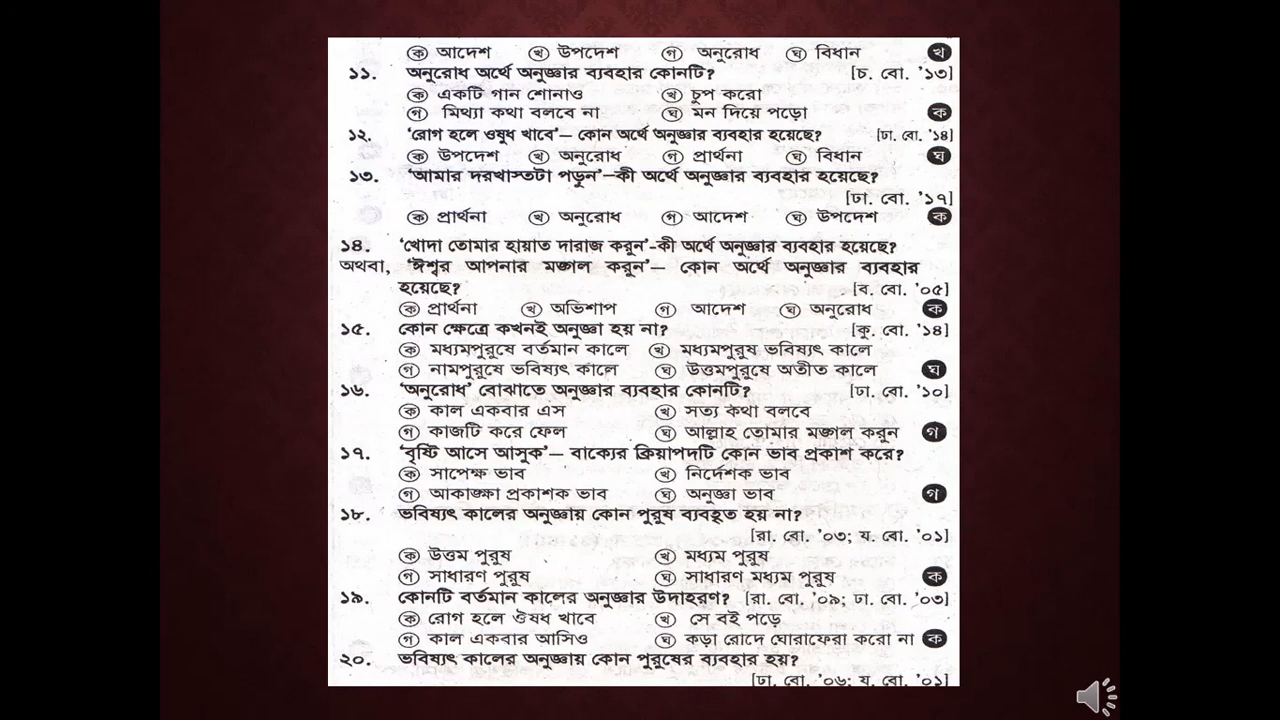 ক আদেশ খ উপদেশ গ অনুরোধ ঘ বিধান খ
১১. অনুরোধ অর্থে অনুজ্ঞার ব্যবহার কোনটি? [চ. বো. '১৩]
ক একটি গান শোনাও খ চুপ করো
গ মিথ্যা কথা বলবে না ঘ মন দিয়ে পড়ো ক
১২. 'রোগ হলে ওষুধ খাবে'– কোন অর্থে অনুজ্ঞার ব্যবহার হয়েছে? [ঢা. বো. '১৪]
ক উপদেশ খ অনুরোধ গ প্রার্থনা ঘ বিধান ঘ
১৩. 'আমার দরখাস্তটা পড়ুন'–কী অর্থে অনুজ্ঞার ব্যবহার হয়েছে?
[ঢা. বো. '১৭]
ক প্রার্থনা খ অনুরোধ গ আদেশ ঘ উপদেশ ক
১৪. 'খোদা তোমার হায়াত দারাজ করুন'-কী অর্থে অনুজ্ঞার ব্যবহার হয়েছে?
অথবা, 'ঈশ্বর আপনার মঙ্গল করুন'– কোন অর্থে অনুজ্ঞার ব্যবহার
হয়েছে? [ব. বো. '০৫]
ক প্রার্থনা খ অভিশাপ গ আদেশ ঘ অনুরোধ ক
১৫. কোন ক্ষেত্রে কখনই অনুজ্ঞা হয় না? [কু. বো. '১৪]
ক মধ্যমপুরুষে বর্তমান কালে খ মধ্যমপুরুষ ভবিষ্যৎ কালে
গ নামপুরুষে ভবিষ্যৎ কালে ঘ উত্তমপুরুষে অতীত কালে ঘ
১৬. 'অনুরোধ' বোঝাতে অনুজ্ঞার ব্যবহার কোনটি? [ঢা. বো. '১০]
ক কাল একবার এস খ সত্য কথা বলবে
গ কাজটি করে ফেল ঘ আল্লাহ তোমার মঙ্গল করুন গ
১৭. 'বৃষ্টি আসে আসুক'– বাক্যের ক্রিয়াপদটি কোন ভাব প্রকাশ করে?
ক সাপেক্ষ ভাব খ নির্দেশক ভাব
গ আকাঙ্ক্ষা প্রকাশক ভাব ঘ অনুজ্ঞা ভাব গ
১৮. ভবিষ্যৎ কালের অনুজ্ঞায় কোন পুরুষ ব্যবহৃত হয় না?
[রা. বো. '০৩; য. বো. '০১]
ক উত্তম পুরুষ খ মধ্যম পুরুষ
গ সাধারণ পুরুষ ঘ সাধারণ মধ্যম পুরুষ ক
১৯. কোনটি বর্তমান কালের অনুজ্ঞার উদাহরণ? [রা. বো. '০৯; ঢা. বো. '০৩]
ক রোগ হলে ঔষধ খাবে খ সে বই পড়ে
গ কাল একবার আসিও ঘ কড়া রোদে ঘোরাফেরা করো না ক
২০. ভবিষ্যৎ কালের অনুজ্ঞায় কোন পুরুষের ব্যবহার হয়?
[ঢা. বো. '০৬; য. বো. '০১]